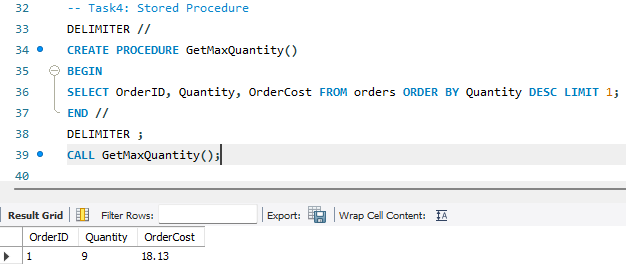 32 -- Task4: Stored Procedure
33 DELIMITER //
34 CREATE PROCEDURE GetMaxQuantity()
35 BEGIN
36 SELECT OrderID, Quantity, OrderCost FROM orders ORDER BY Quantity DESC LIMIT 1;
37 END //
38 DELIMITER ;
39 CALL GetMaxQuantity();
40
Result Grid Filter Rows: Export: Wrap Cell Content:
OrderID Quantity OrderCost
1 9 18.13